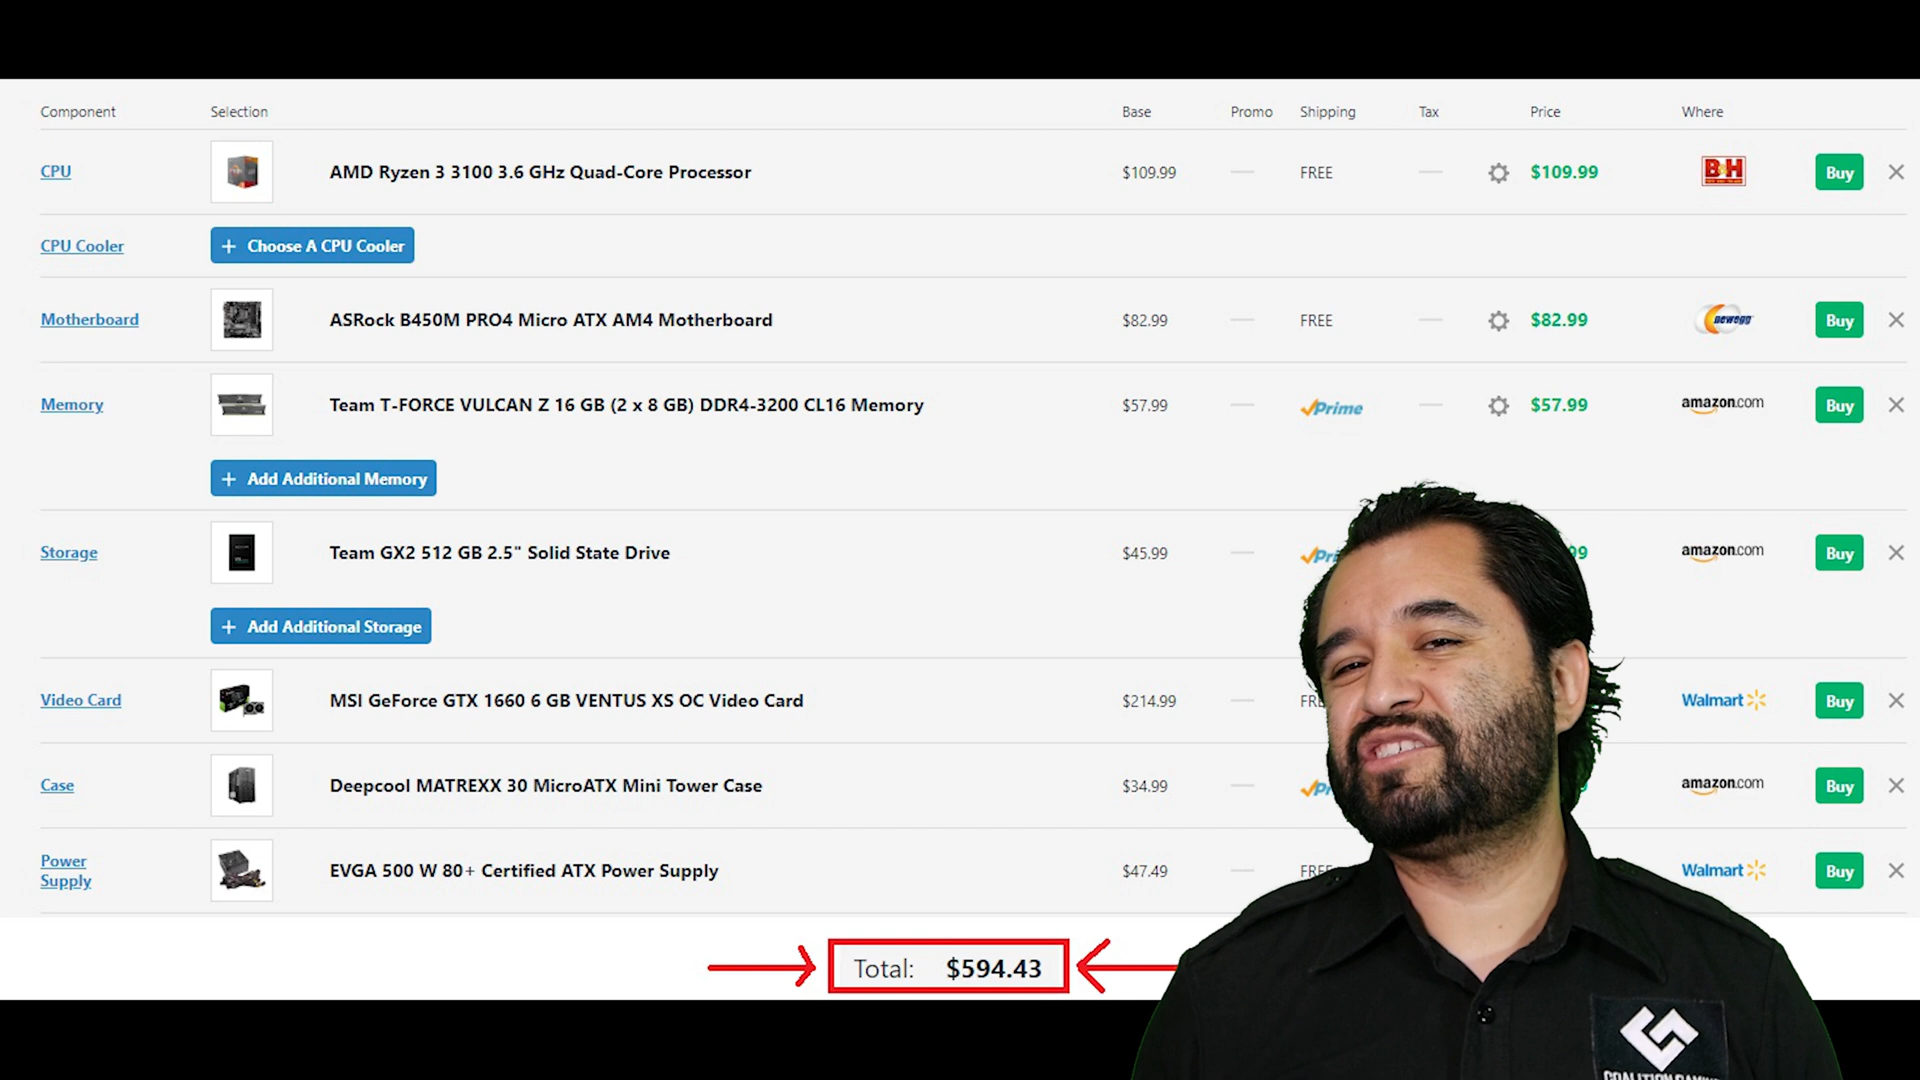 Component Selection Base Promo Shipping Tax Price Where
CPU AMD Ryzen 3 3100 3.6 GHz Quad-Core Processor $109.99 — FREE — $109.99 B&H Buy
CPU Cooler + Choose A CPU Cooler
Motherboard ASRock B450M PRO4 Micro ATX AM4 Motherboard $82.99 — FREE — $82.99 newegg Buy
Memory Team T-FORCE VULCAN Z 16 GB (2 x 8 GB) DDR4-3200 CL16 Memory $57.99 — Prime — $57.99 amazon.com Buy
+ Add Additional Memory
Storage Team GX2 512 GB 2.5" Solid State Drive $45.99 — amazon.com Buy
+ Add Additional Storage
Video Card MSI GeForce GTX 1660 6 GB VENTUS XS OC Video Card $214.99 — Walmart Buy
Case Deepcool MATREXX 30 MicroATX Mini Tower Case $34.99 — amazon.com Buy
Power Supply EVGA 500 W 80+ Certified ATX Power Supply $47.49 — Walmart Buy
Total: $594.43